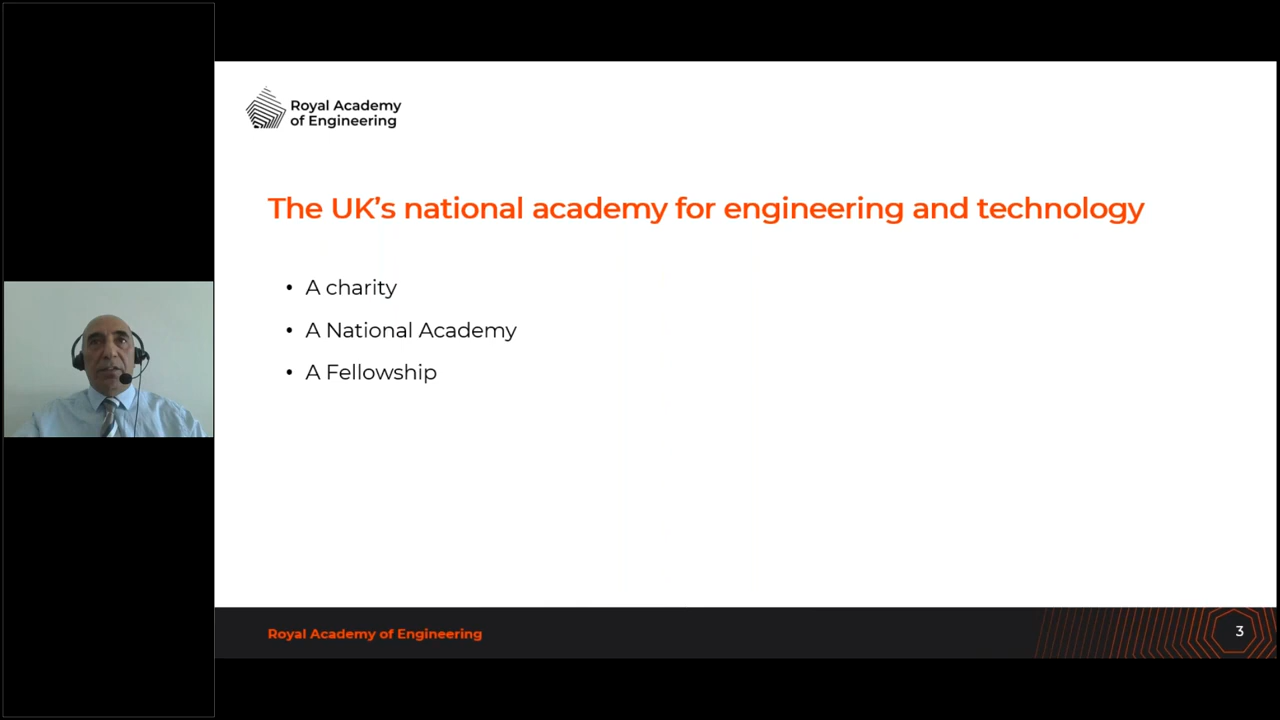 Royal Academy
of Engineering
The UK’s national academy for engineering and technology
• A charity
• A National Academy
• A Fellowship
Royal Academy of Engineering
3